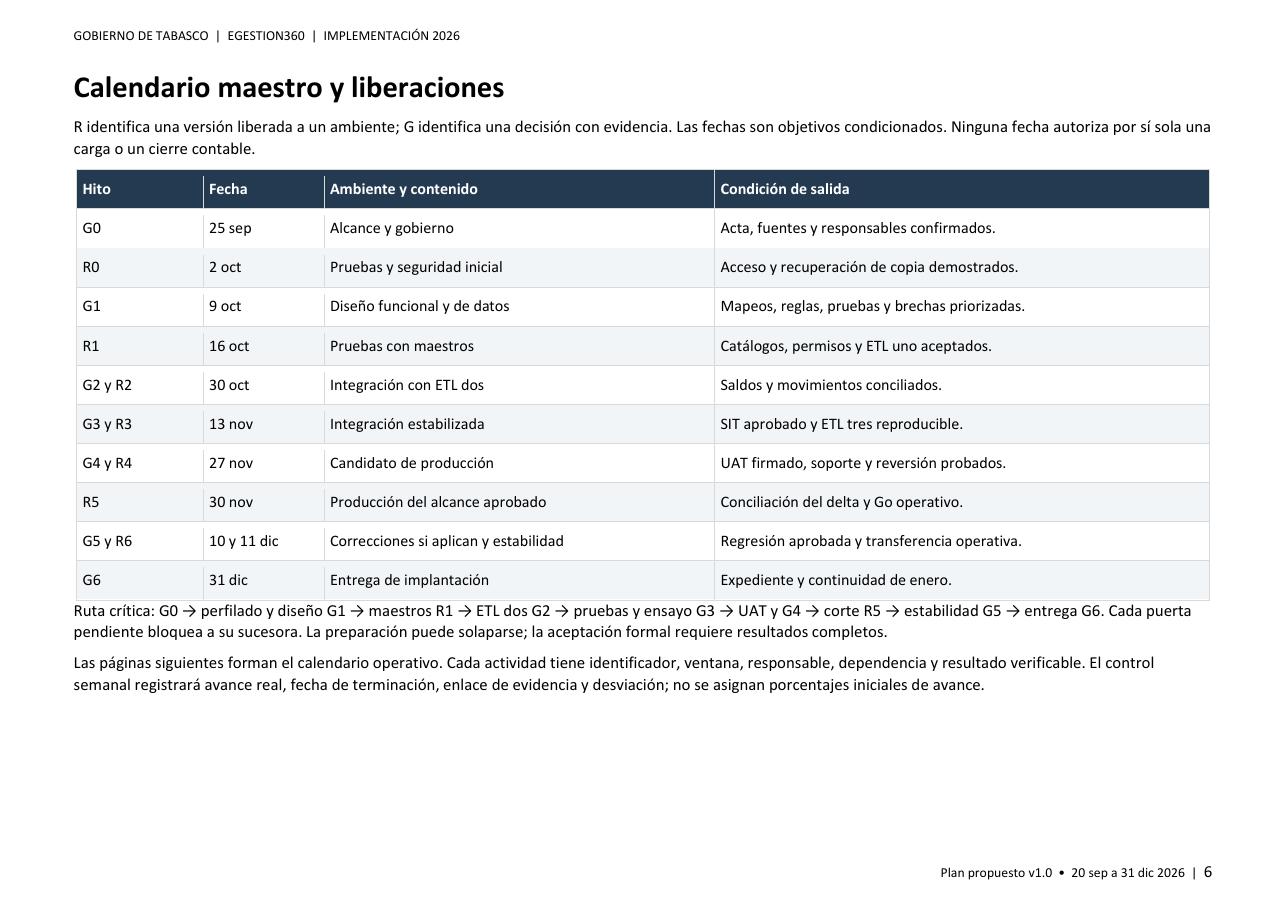 GOBIERNO DE TABASCO | EGESTION360 | IMPLEMENTACIÓN 2026
Calendario maestro y liberaciones
R identifica una versión liberada a un ambiente; G identifica una decisión con evidencia. Las fechas son objetivos condicionados. Ninguna fecha autoriza por sí sola una
carga o un cierre contable.
Hito Fecha Ambiente y contenido Condición de salida
G0 25 sep Alcance y gobierno Acta, fuentes y responsables confirmados.
R0 2 oct Pruebas y seguridad inicial Acceso y recuperación de copia demostrados.
G1 9 oct Diseño funcional y de datos Mapeos, reglas, pruebas y brechas priorizadas.
R1 16 oct Pruebas con maestros Catálogos, permisos y ETL uno aceptados.
G2 y R2 30 oct Integración con ETL dos Saldos y movimientos conciliados.
G3 y R3 13 nov Integración estabilizada SIT aprobado y ETL tres reproducible.
G4 y R4 27 nov Candidato de producción UAT firmado, soporte y reversión probados.
R5 30 nov Producción del alcance aprobado Conciliación del delta y Go operativo.
G5 y R6 10 y 11 dic Correcciones si aplican y estabilidad Regresión aprobada y transferencia operativa.
G6 31 dic Entrega de implantación Expediente y continuidad de enero.
Ruta crítica: G0 → perfilado y diseño G1 → maestros R1 → ETL dos G2 → pruebas y ensayo G3 → UAT y G4 → corte R5 → estabilidad G5 → entrega G6. Cada puerta
pendiente bloquea a su sucesora. La preparación puede solaparse; la aceptación formal requiere resultados completos.
Las páginas siguientes forman el calendario operativo. Cada actividad tiene identificador, ventana, responsable, dependencia y resultado verificable. El control
semanal registrará avance real, fecha de terminación, enlace de evidencia y desviación; no se asignan porcentajes iniciales de avance.
Plan propuesto v1.0 • 20 sep a 31 dic 2026 | 6